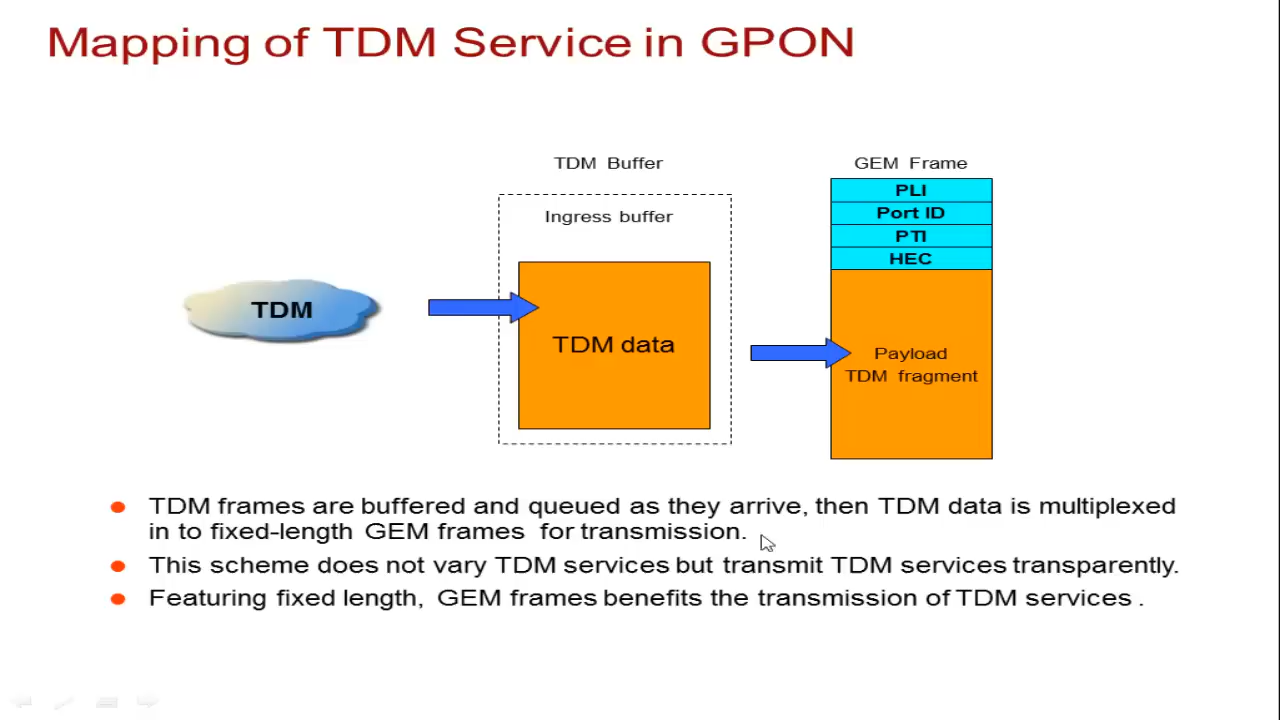 Mapping of TDM Service in GPON
TDM Buffer
GEM Frame
Ingress buffer
PLI
Port ID
PTI
HEC
TDM
TDM data
Payload
TDM fragment
TDM frames are buffered and queued as they arrive, then TDM data is multiplexed
in to fixed-length GEM frames for transmission.
This scheme does not vary TDM services but transmit TDM services transparently.
Featuring fixed length, GEM frames benefits the transmission of TDM services .